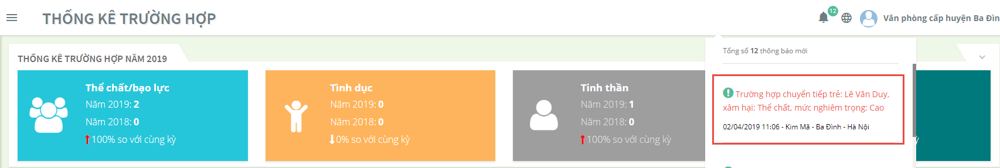 THỐNG KÊ TRƯỜNG HỢP
12
Văn phòng cấp huyện Ba Đìn
THỐNG KÊ TRƯỜNG HỢP NĂM 2019
Thể chất/bạo lực
Năm 2019: 2
Năm 2018: 0
100% so với cùng kỳ
Tình dục
Năm 2019: 0
Năm 2018: 0
0% so với cùng kỳ
Tinh thần
Năm 2019: 1
Năm 2018: 0
100% so với cùng kỳ
Tổng số 12 thông báo mới
Trường hợp chuyển tiếp trẻ: Lê Văn Duy,
xâm hại: Thể chất, mức nghiêm trọng: Cao
02/04/2019 11:06 - Kim Mã - Ba Đình - Hà Nội